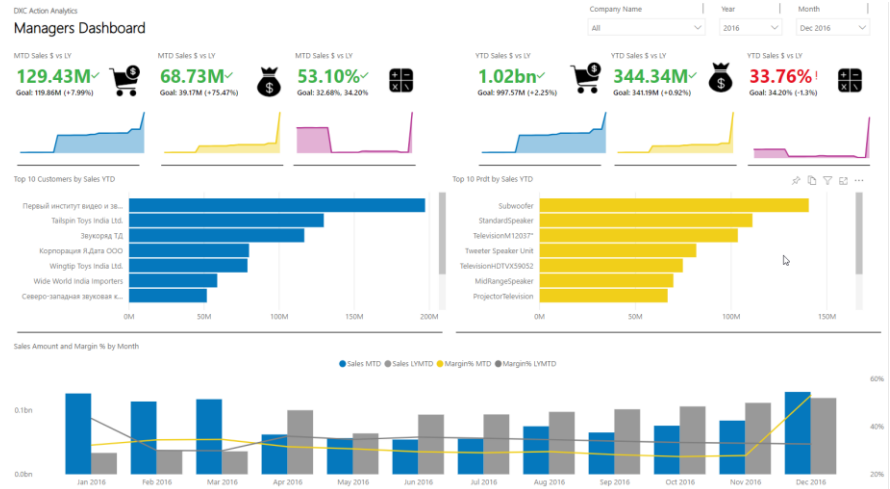 DXC Action Analytics
Managers Dashboard
Company Name
All
Year
2016
Month
Dec 2016
MTD Sales $ vs LY
129.43M
Goal: 119.86M (+7.99%)
MTD Sales $ vs LY
68.73M
Goal: 39.17M (+75.47%)
MTD Sales $ vs LY
53.10%
Goal: 32.68%, 34.20%
YTD Sales $ vs LY
1.02bn
Goal: 997.57M (+2.25%)
YTD Sales $ vs LY
344.34M
Goal: 341.19M (+0.92%)
YTD Sales $ vs LY
33.76%!
Goal: 34.20% (-1.3%)
Top 10 Customers by Sales YTD
Первый институт видео и зв...
Tailspin Toys India Ltd.
Звукоряд ТД
Корпорация Я.Дата ООО
Wingtip Toys India Ltd.
Wide World India Importers
Северо-западная звуковая к...
0M 50M 100M 150M 200M
Top 10 Prdt by Sales YTD
Subwoofer
StandardSpeaker
TelevisionM12037"
Tweeter Speaker Unit
TelevisionHDTVX59052
MidRangeSpeaker
ProjectorTelevision
0M 50M 100M 150M
Sales Amount and Margin % by Month
Sales MTD Sales LYMTD Margin% MTD Margin% LYMTD
0.1bn
0.0bn
60%
40%
20%
Jan 2016 Feb 2016 Mar 2016 Apr 2016 May 2016 Jun 2016 Jul 2016 Aug 2016 Sep 2016 Oct 2016 Nov 2016 Dec 2016